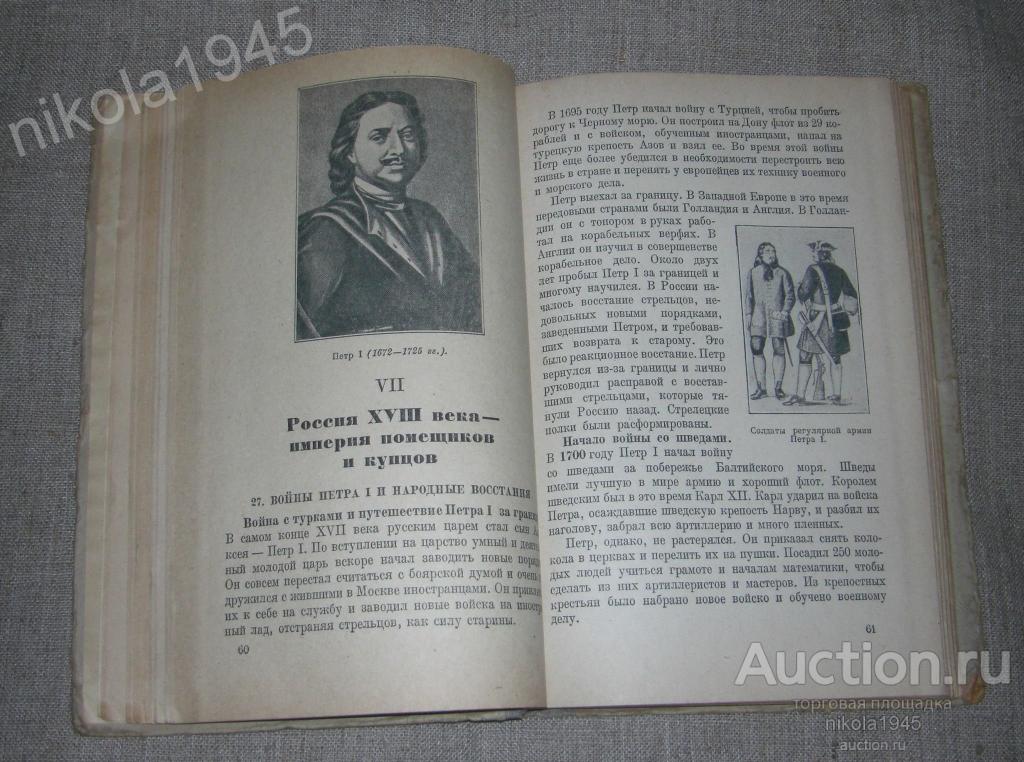 nikola1945
Петр I (1672—1725 гг.).
VII
Россия XVIII века—
империя помещиков
и купцов
27. ВОЙНЫ ПЕТРА I И НАРОДНЫЕ ВОССТАНИЯ
Война с турками и путешествие Петра I за
В самом конце XVII века русским царем стал сын
ксея — Петр I. По вступлении на царство умный и
ный молодой царь вскоре начал заводить новые
Он совсем перестал считаться с боярской думой и очень
дружился с жившими в Москве иностранцами. Он
их к себе на службу и заводил новые войска на
ный лад, отстраняя стрельцов, как силу старины.
60
В 1695 году Петр начал войну с Турцией, чтобы пробить
дорогу к Черному морю. Он построил на Дону флот из 29 ко-
раблей и с войском, обученным иностранцами, напал на
турецкую крепость Азов и взял ее. Во время этой войны
Петр еще более убедился в необходимости перестроить всю
жизнь в стране и перенять у европейцев их технику военного
и морского дела.
Петр выехал за границу. В Западной Европе в это время
передовыми странами были Голландия и Англия. В Голлан-
дии он с топором в руках рабо-
тал на корабельных верфях. В
Англии он изучил в совершенстве
корабельное дело. Около двух
лет пробыл Петр I за границей и
многому научился. В России на-
чалось восстание стрельцов, не-
довольных новыми порядками,
заведенными Петром, и требовав-
ших возврата к старому. Это
было реакционное восстание. Петр
вернулся из-за границы и лично
руководил расправой с восстав-
шими стрельцами, которые тя-
нули Россию назад. Стрелецкие
полки были расформированы.
Солдаты регулярной армии
Петра I.
Начало войны со шведами.
В 1700 году Петр I начал войну
со шведами за побережье Балтийского моря. Шведы
имели лучшую в мире армию и хороший флот. Королем
шведским был в это время Карл XII. Карл ударил на войска
Петра, осаждавшие шведскую крепость Нарву, и разбил их
наголову, забрал всю артиллерию и много пленных.
Петр, однако, не растерялся. Он приказал снять коло-
кола в церквах и перелить их на пушки. Посадил 250 моло-
дых людей учиться грамоте и началам математики, чтобы
сделать из них артиллеристов и мастеров. Из крепостных
крестьян было набрано новое войско и обучено военному
делу.
61
Auction.ru
торговая площадка
nikola1945
auction.ru